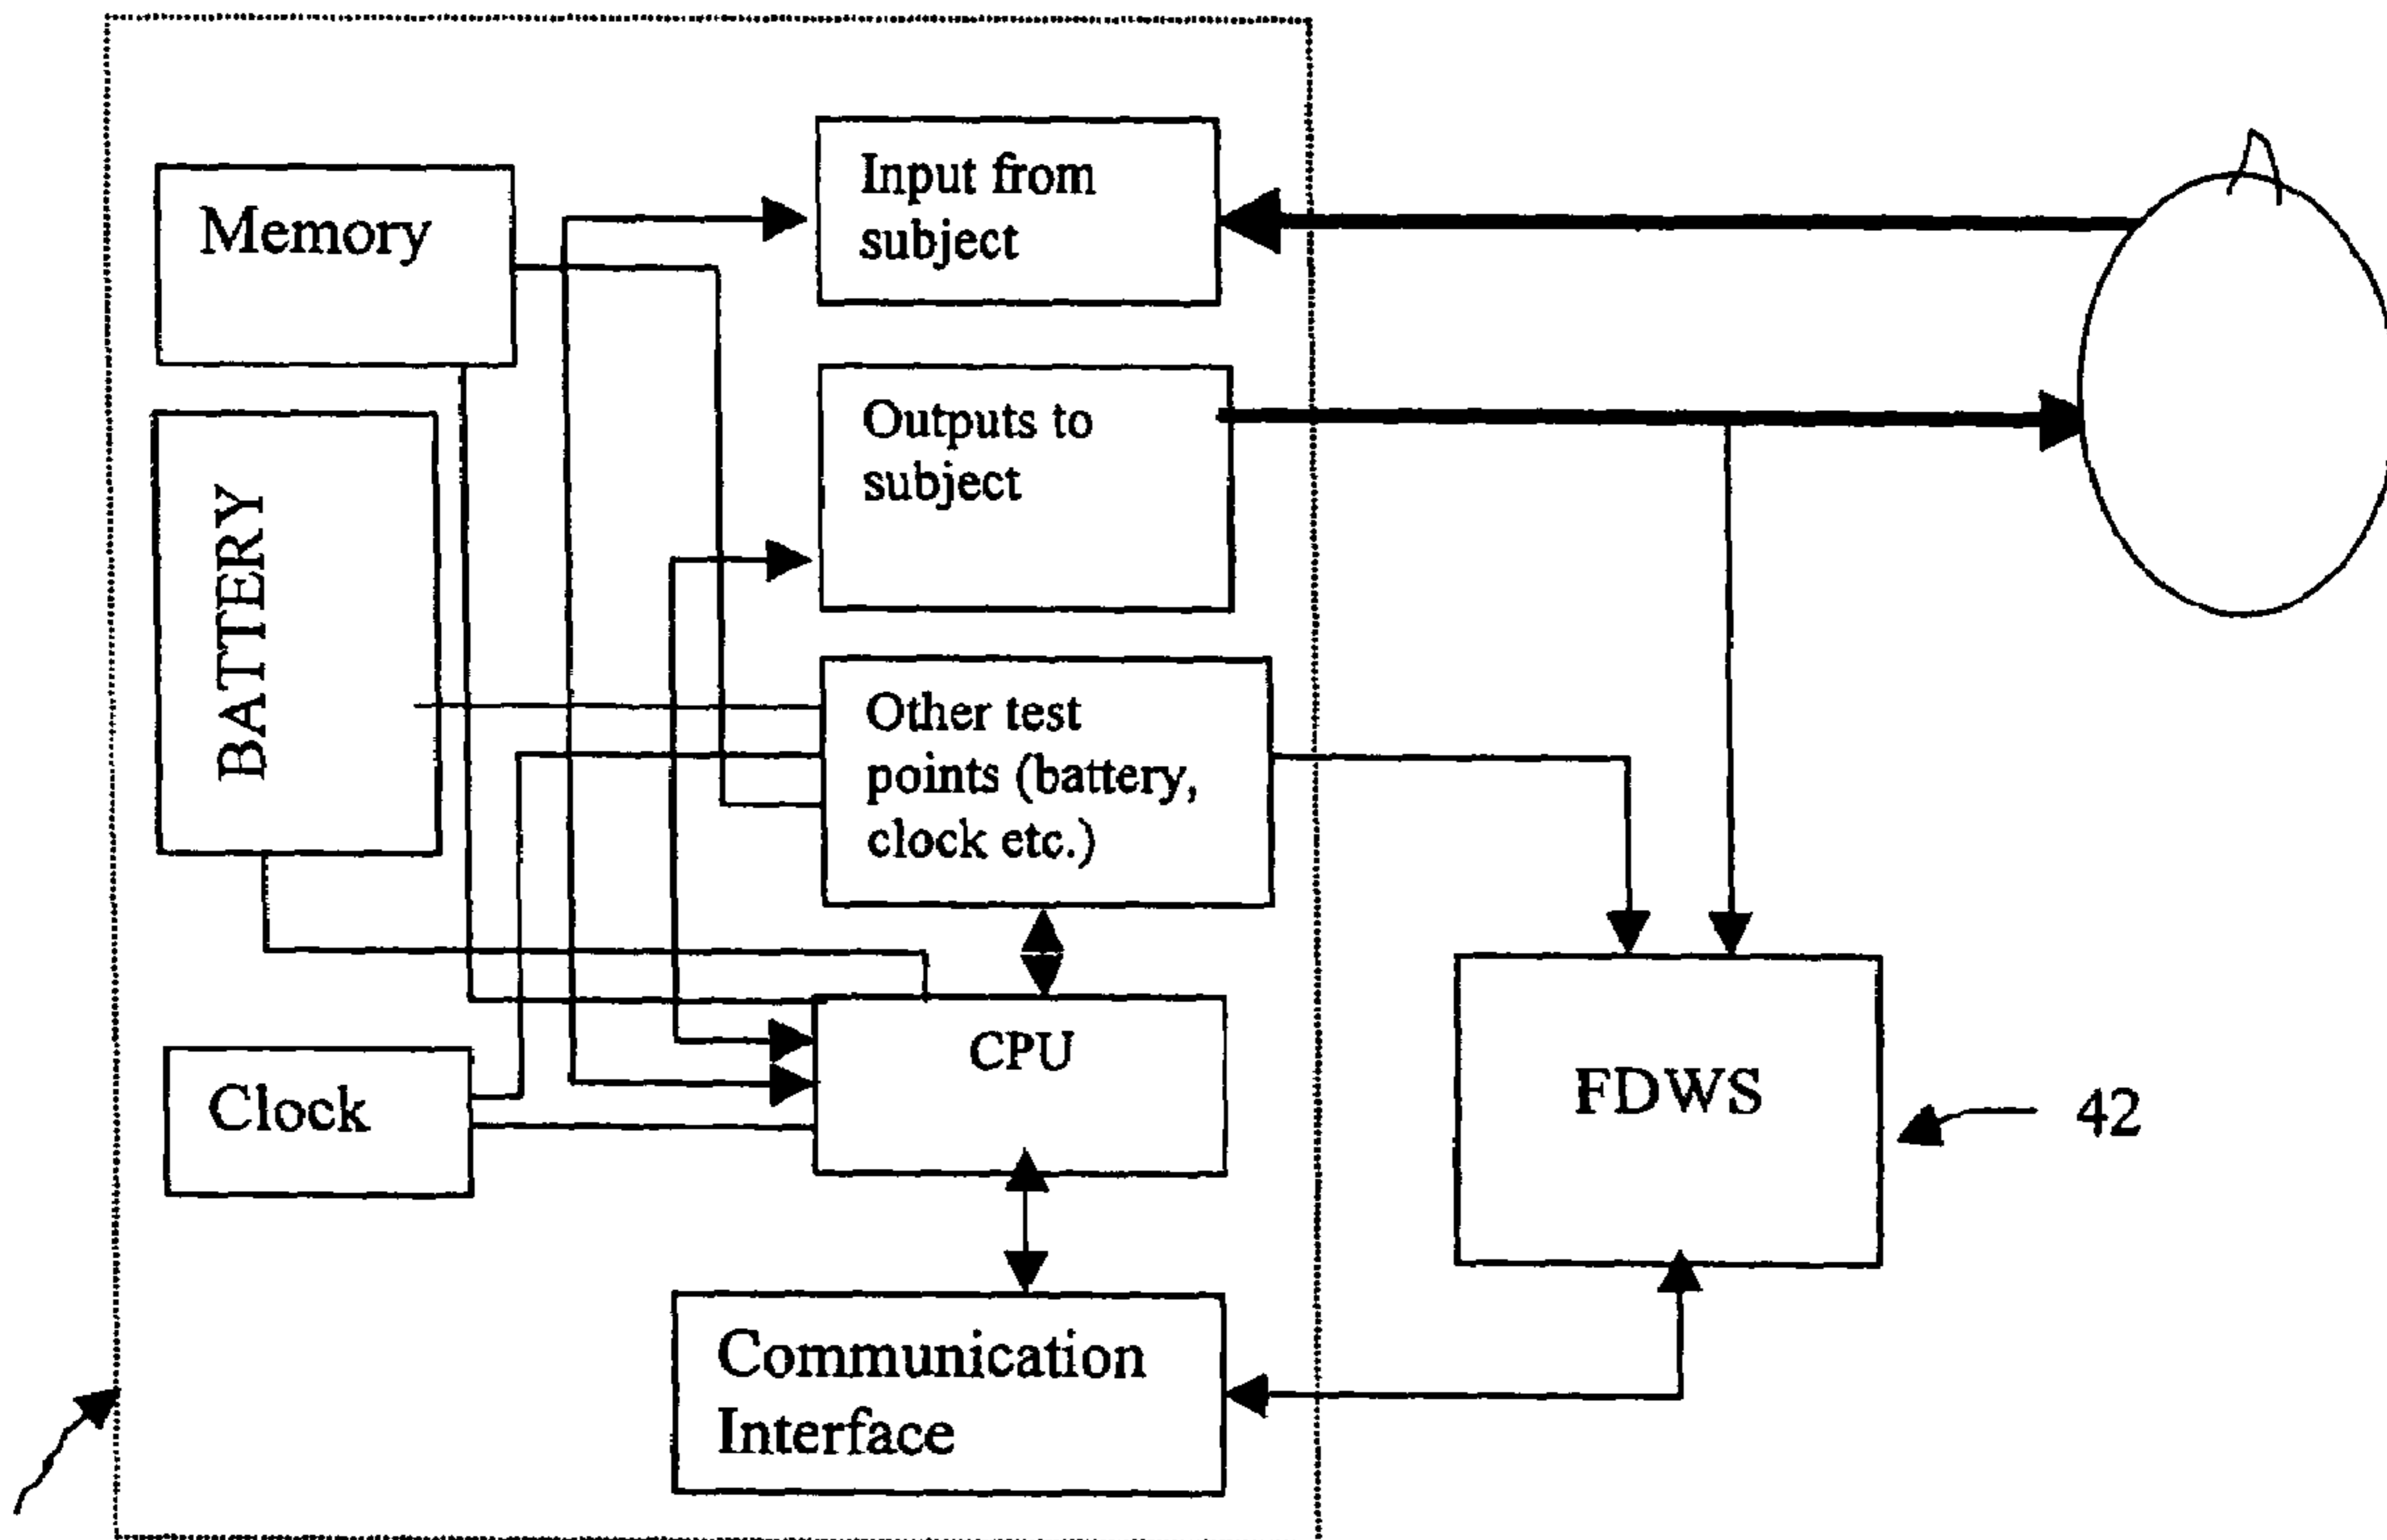 Memory
Input from
subject
Outputs to
subject
BATTERY
Other test
points (battery,
clock etc.)
CPU
Clock
FDWS
42
Communication
Interface